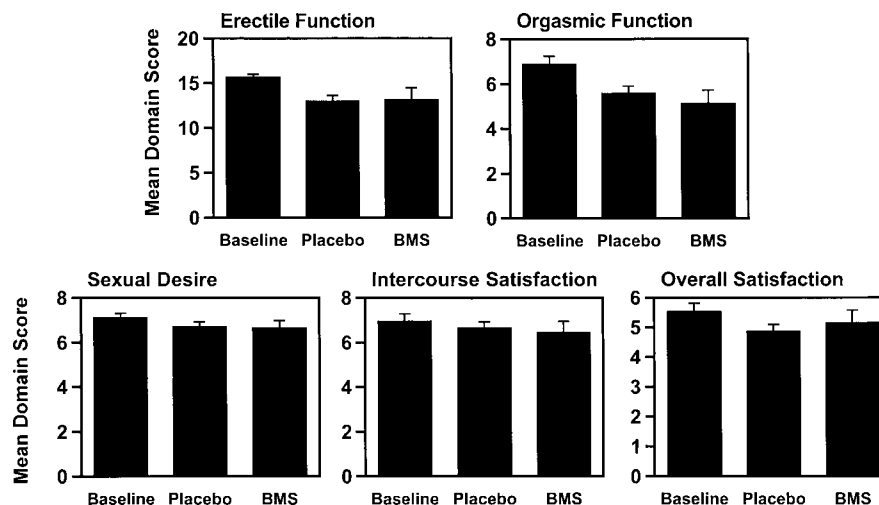 Erectile Function
Orgasmic Function
Mean Domain Score
20
15
10
15
0
Baseline Placebo BMS
8
6
4
2
0
Baseline Placebo BMS
Sexual Desire
Intercourse Satisfaction
Overall Satisfaction
Mean Domain Score
8
6
4
2
0
Baseline Placebo BMS
8
6
4
2
0
Baseline Placebo BMS
6
5
4
3
2
1
0
Baseline Placebo BMS